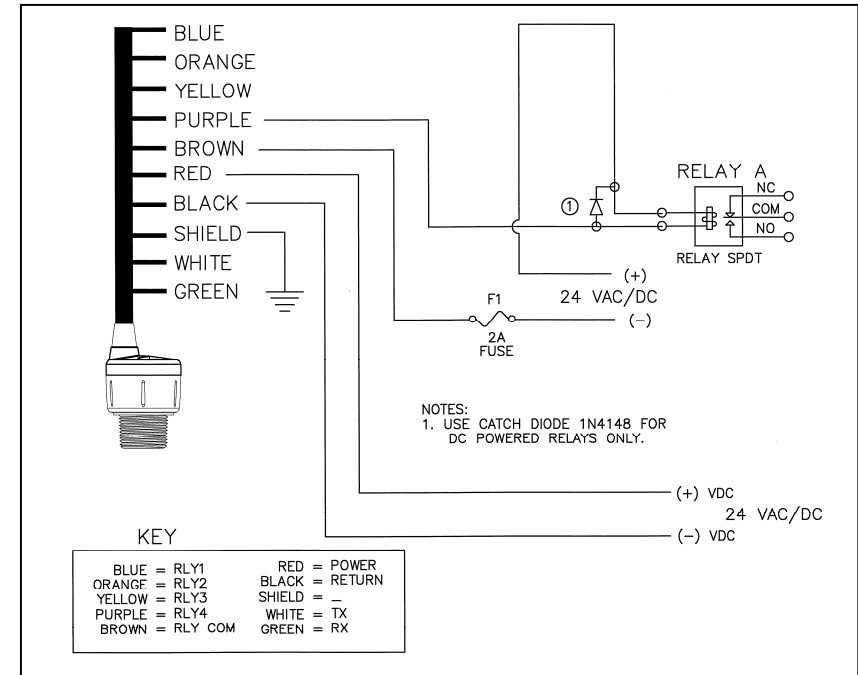 BLUE
ORANGE
YELLOW
PURPLE
BROWN
RED
BLACK
SHIELD
WHITE
GREEN
RELAY A
NC
COM
NO
RELAY SPDT
1
(+)
24 VAC/DC
(-)
F1
2A
FUSE
NOTES:
1. USE CATCH DIODE 1N4148 FOR
DC POWERED RELAYS ONLY.
(+) VDC
24 VAC/DC
(-) VDC
KEY
BLUE = RLY1
ORANGE = RLY2
YELLOW = RLY3
PURPLE = RLY4
BROWN = RLY COM
RED = POWER
BLACK = RETURN
SHIELD = _
WHITE = TX
GREEN = RX